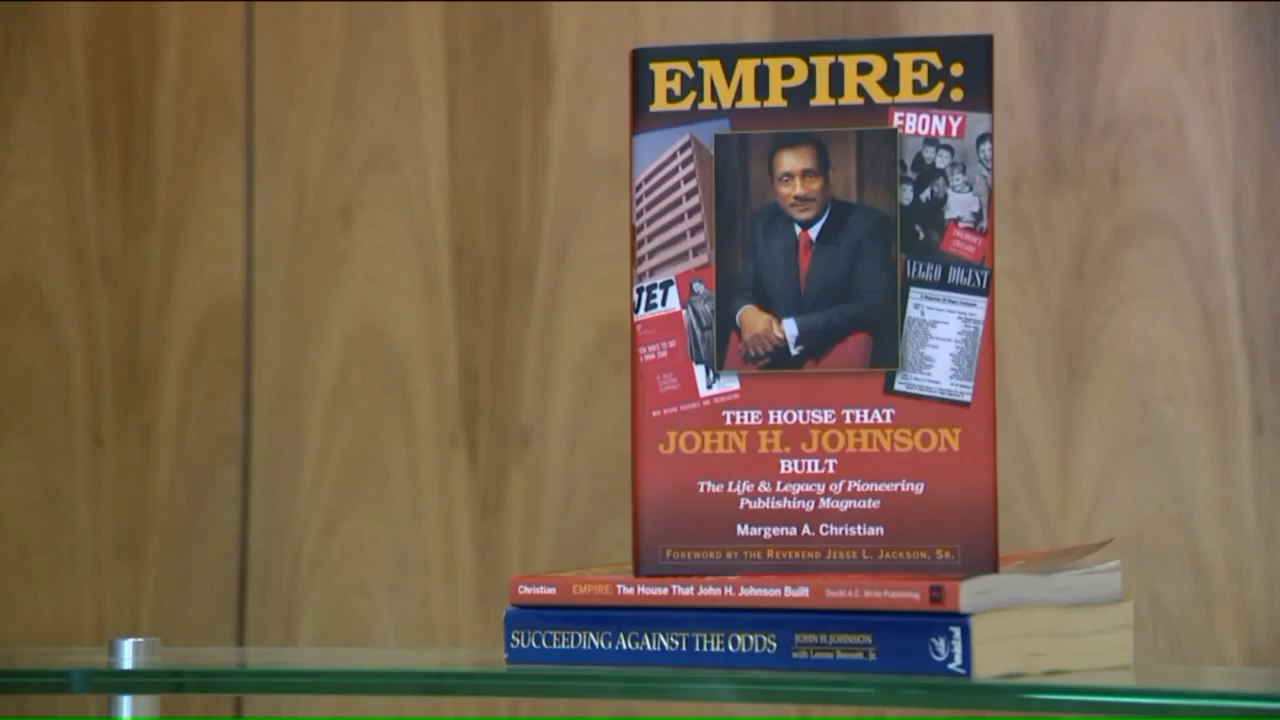 EMPIRE:
EBONY
NEGRO DIGEST
JET
THE HOUSE THAT
JOHN H. JOHNSON
BUILT
The Life & Legacy of Pioneering
Publishing Magnate
Margena A. Christian
FOREWORD BY THE REVEREND JESSE L. JACKSON, SR.
Christian EMPIRE: The House That John H. Johnson Built DocM.A.C. Write Publishing
SUCCEEDING AGAINST THE ODDS JOHN H. JOHNSON
with Lerone Bennett, Jr.